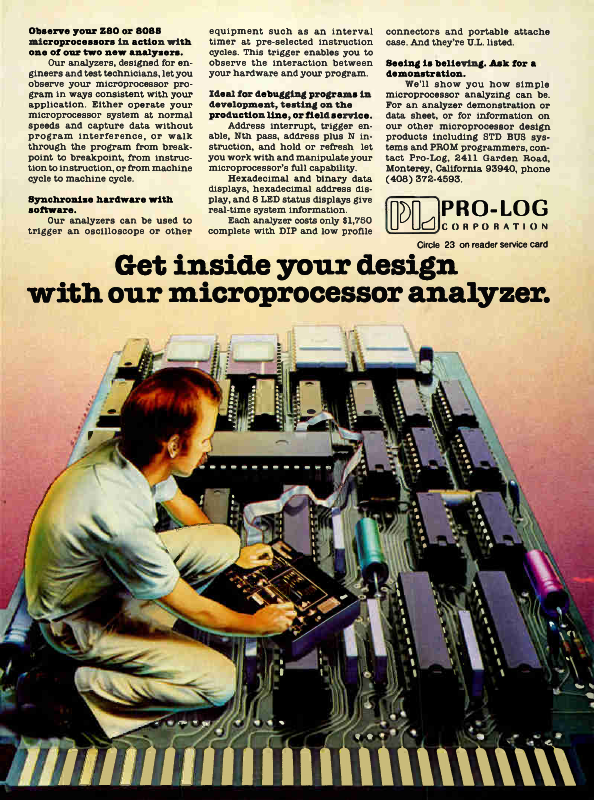 Observe your Z80 or 8085
microprocessors in action with
one of our two new analyzers.
Our analyzers, designed for en-
gineers and test technicians, let you
observe your microprocessor pro-
gram in ways consistent with your
application. Either operate your
microprocessor system at normal
speeds and capture data without
program interference, or walk
through the program from break-
point to breakpoint, from instruc-
tion to instruction, or from machine
cycle to machine cycle.
Synchronize hardware with
software.
Our analyzers can be used to
trigger an oscilloscope or other
equipment such as an interval
timer at pre-selected instruction
cycles. This trigger enables you to
observe the interaction between
your hardware and your program.
Ideal for debugging programs in
development, testing on the
production line, or field service.
Address interrupt, trigger en-
able, Nth pass, address plus N in-
struction, and hold or refresh let
you work with and manipulate your
microprocessor's full capability.
Hexadecimal and binary data
displays, hexadecimal address dis-
play, and 8 LED status displays give
real-time system information.
Each analyzer costs only $1,750
complete with DIP and low profile
connectors and portable attache
case. And they're U.L. listed.
Seeing is believing. Ask for a
demonstration.
We'll show you how simple
microprocessor analyzing can be.
For an analyzer demonstration or
data sheet, or for information on
our other microprocessor design
products including STD BUS sys-
tems and PROM programmers, con-
tact Pro-Log, 2411 Garden Road,
Monterey, California 93940, phone
(408) 372-4593.
PL PRO-LOG
CORPORATION
Circle 23 on reader service card
Get inside your design
with our microprocessor analyzer.